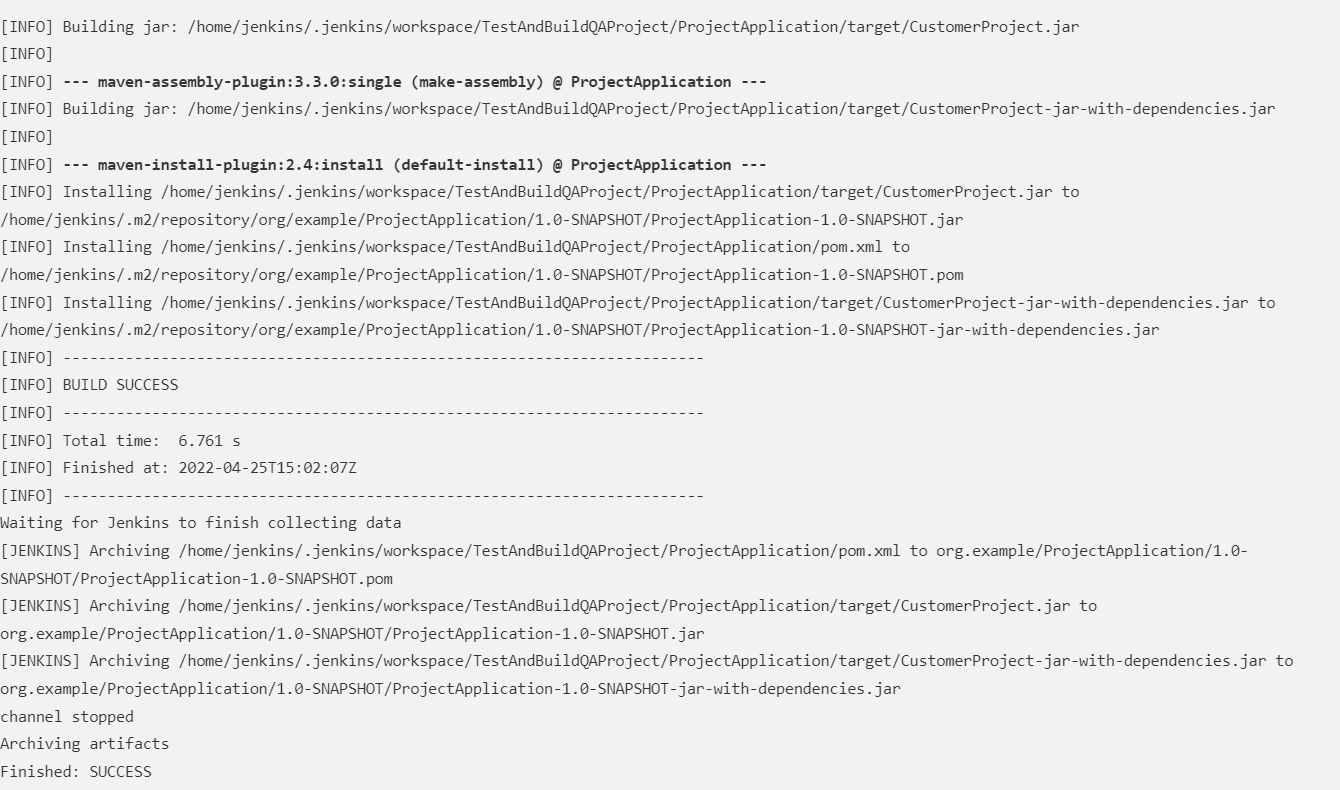 [INFO] Building jar: /home/jenkins/.jenkins/workspace/TestAndBuildQAProject/ProjectApplication/target/CustomerProject.jar
[INFO]
[INFO] --- maven-assembly-plugin:3.3.0:single (make-assembly) @ ProjectApplication ---
[INFO] Building jar: /home/jenkins/.jenkins/workspace/TestAndBuildQAProject/ProjectApplication/target/CustomerProject-jar-with-dependencies.jar
[INFO]
[INFO] --- maven-install-plugin:2.4:install (default-install) @ ProjectApplication ---
[INFO] Installing /home/jenkins/.jenkins/workspace/TestAndBuildQAProject/ProjectApplication/target/CustomerProject.jar to
/home/jenkins/.m2/repository/org/example/ProjectApplication/1.0-SNAPSHOT/ProjectApplication-1.0-SNAPSHOT.jar
[INFO] Installing /home/jenkins/.jenkins/workspace/TestAndBuildQAProject/ProjectApplication/pom.xml to
/home/jenkins/.m2/repository/org/example/ProjectApplication/1.0-SNAPSHOT/ProjectApplication-1.0-SNAPSHOT.pom
[INFO] Installing /home/jenkins/.jenkins/workspace/TestAndBuildQAProject/ProjectApplication/target/CustomerProject-jar-with-dependencies.jar to
/home/jenkins/.m2/repository/org/example/ProjectApplication/1.0-SNAPSHOT/ProjectApplication-1.0-SNAPSHOT-jar-with-dependencies.jar
[INFO] ------------------------------------------------------------------------
[INFO] BUILD SUCCESS
[INFO] ------------------------------------------------------------------------
[INFO] Total time:  6.761 s
[INFO] Finished at: 2022-04-25T15:02:07Z
[INFO] ------------------------------------------------------------------------
Waiting for Jenkins to finish collecting data
[JENKINS] Archiving /home/jenkins/.jenkins/workspace/TestAndBuildQAProject/ProjectApplication/pom.xml to org.example/ProjectApplication/1.0-
SNAPSHOT/ProjectApplication-1.0-SNAPSHOT.pom
[JENKINS] Archiving /home/jenkins/.jenkins/workspace/TestAndBuildQAProject/ProjectApplication/target/CustomerProject.jar to
org.example/ProjectApplication/1.0-SNAPSHOT/ProjectApplication-1.0-SNAPSHOT.jar
[JENKINS] Archiving /home/jenkins/.jenkins/workspace/TestAndBuildQAProject/ProjectApplication/target/CustomerProject-jar-with-dependencies.jar to
org.example/ProjectApplication/1.0-SNAPSHOT/ProjectApplication-1.0-SNAPSHOT-jar-with-dependencies.jar
channel stopped
Archiving artifacts
Finished: SUCCESS